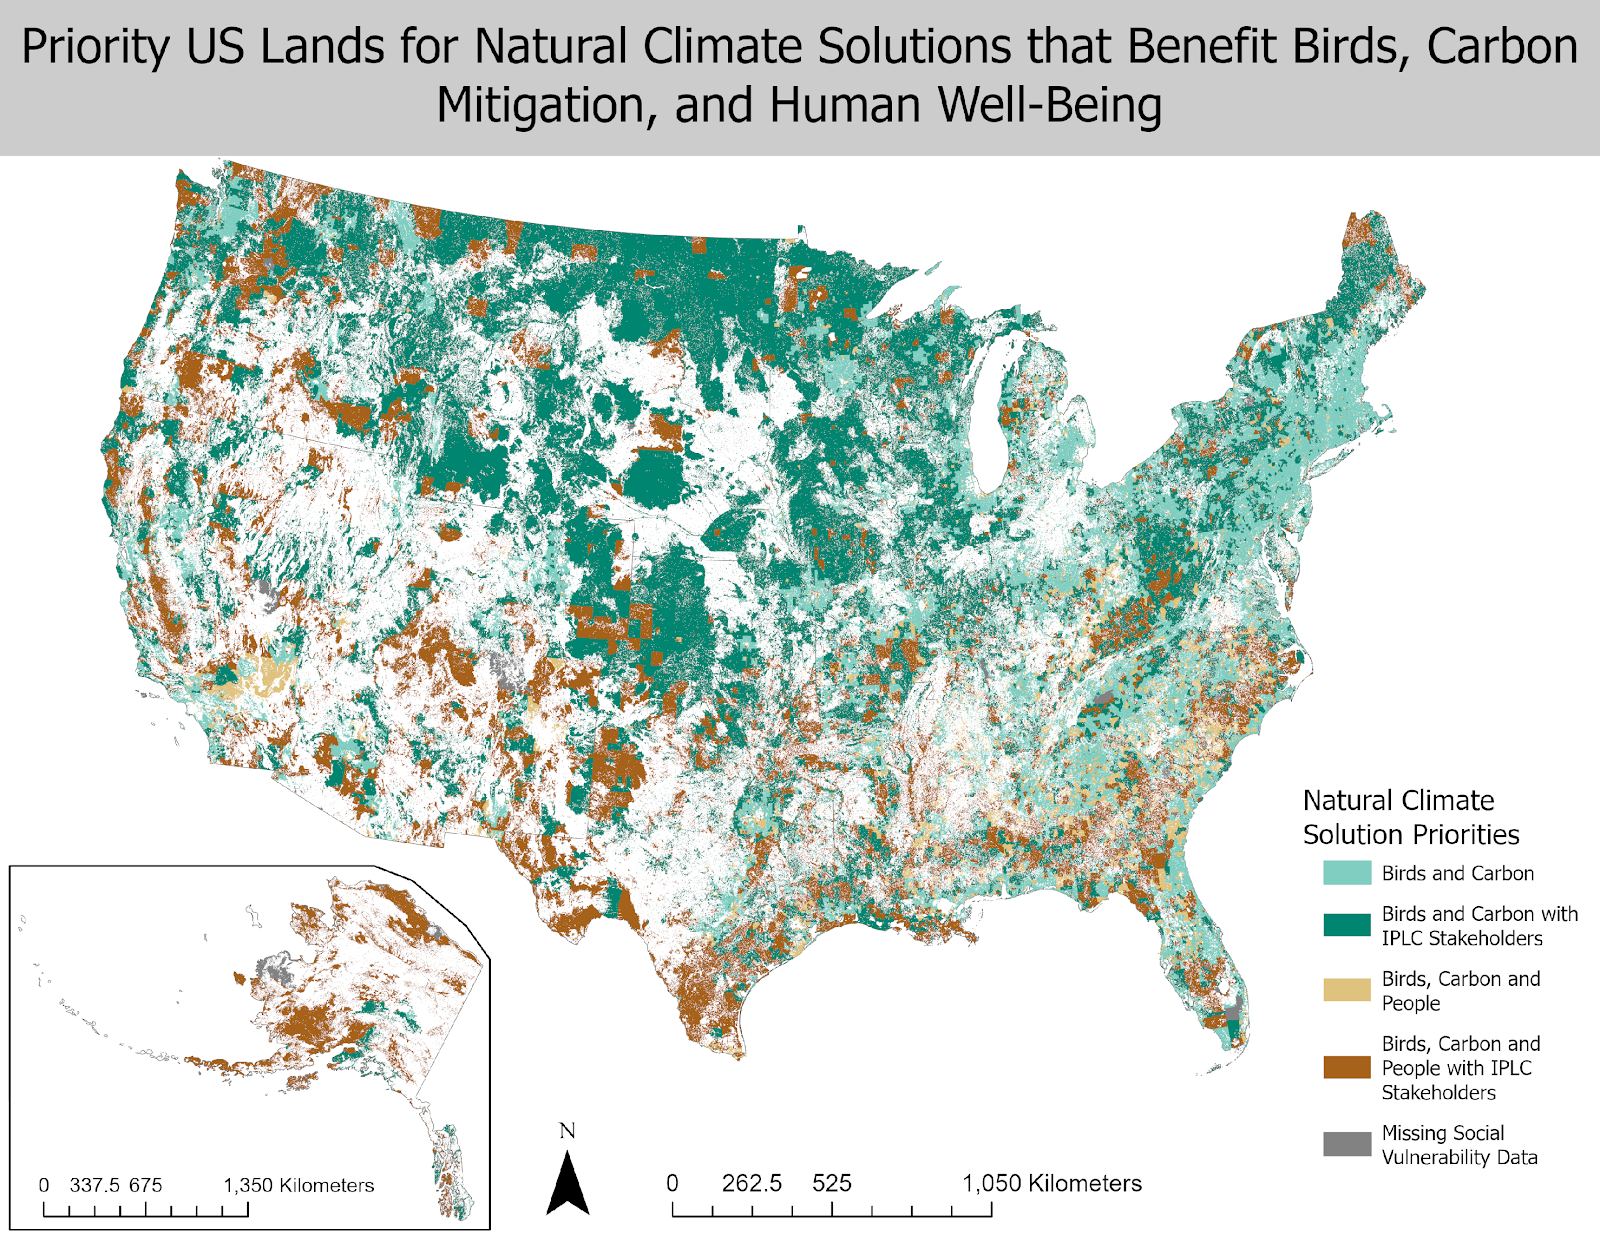 Priority US Lands for Natural Climate Solutions that Benefit Birds, Carbon
Mitigation, and Human Well-Being
Natural Climate
Solution Priorities
Birds and Carbon
Birds and Carbon with
IPLC Stakeholders
Birds, Carbon and
People
Birds, Carbon and
People with IPLC
Stakeholders
Missing Social
Vulnerability Data
0 337.5 675 1,350 Kilometers
N
0 262.5 525 1,050 Kilometers